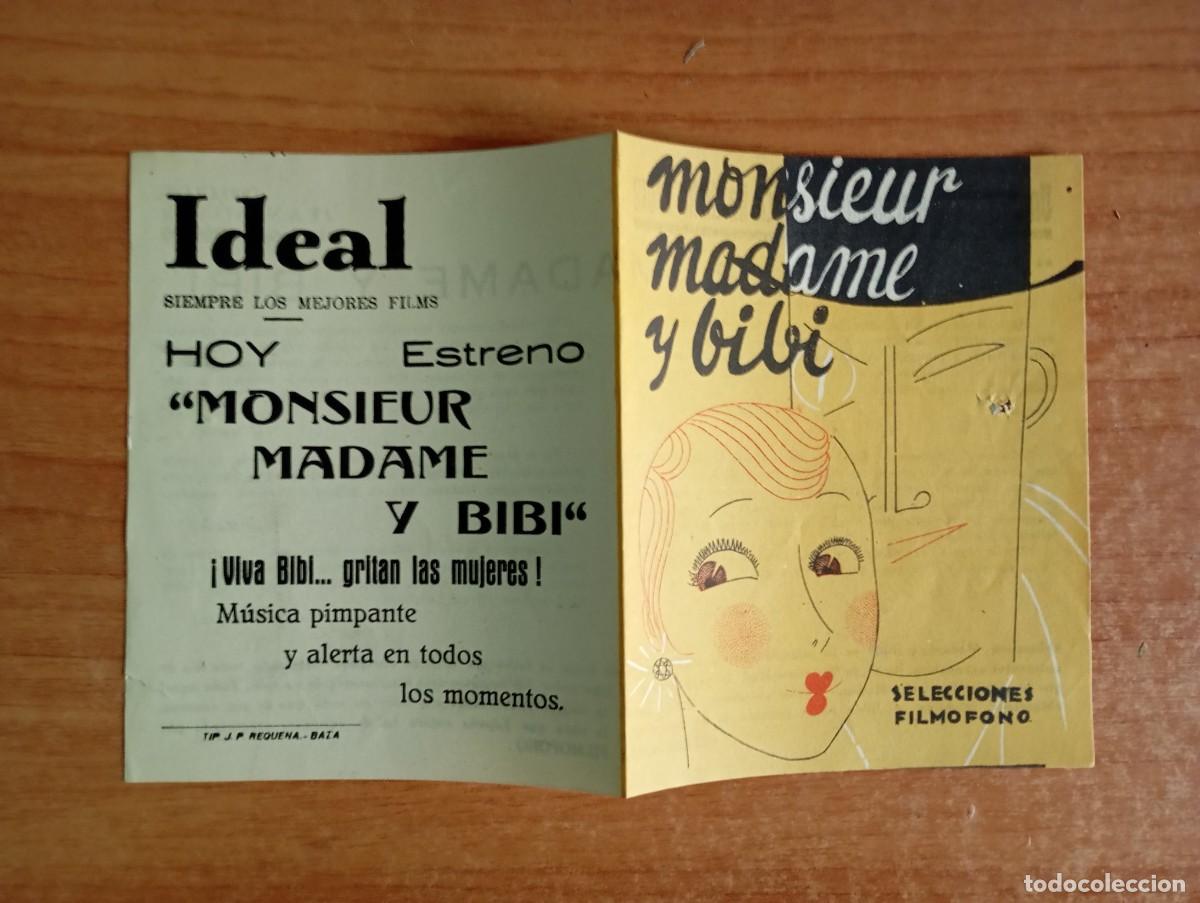 Ideal
SIEMPRE LOS MEJORES FILMS
HOY Estreno
“MONSIEUR
MADAME
Y BIBI“
¡Viva Bibi... gritan las mujeres!
Música pimpante
y alerta en todos
los momentos.
TIP J. P REQUENA.- BAZA
monsieur
madame
y bibi
SELECCIONES
FILMOFONO
todocoleccion